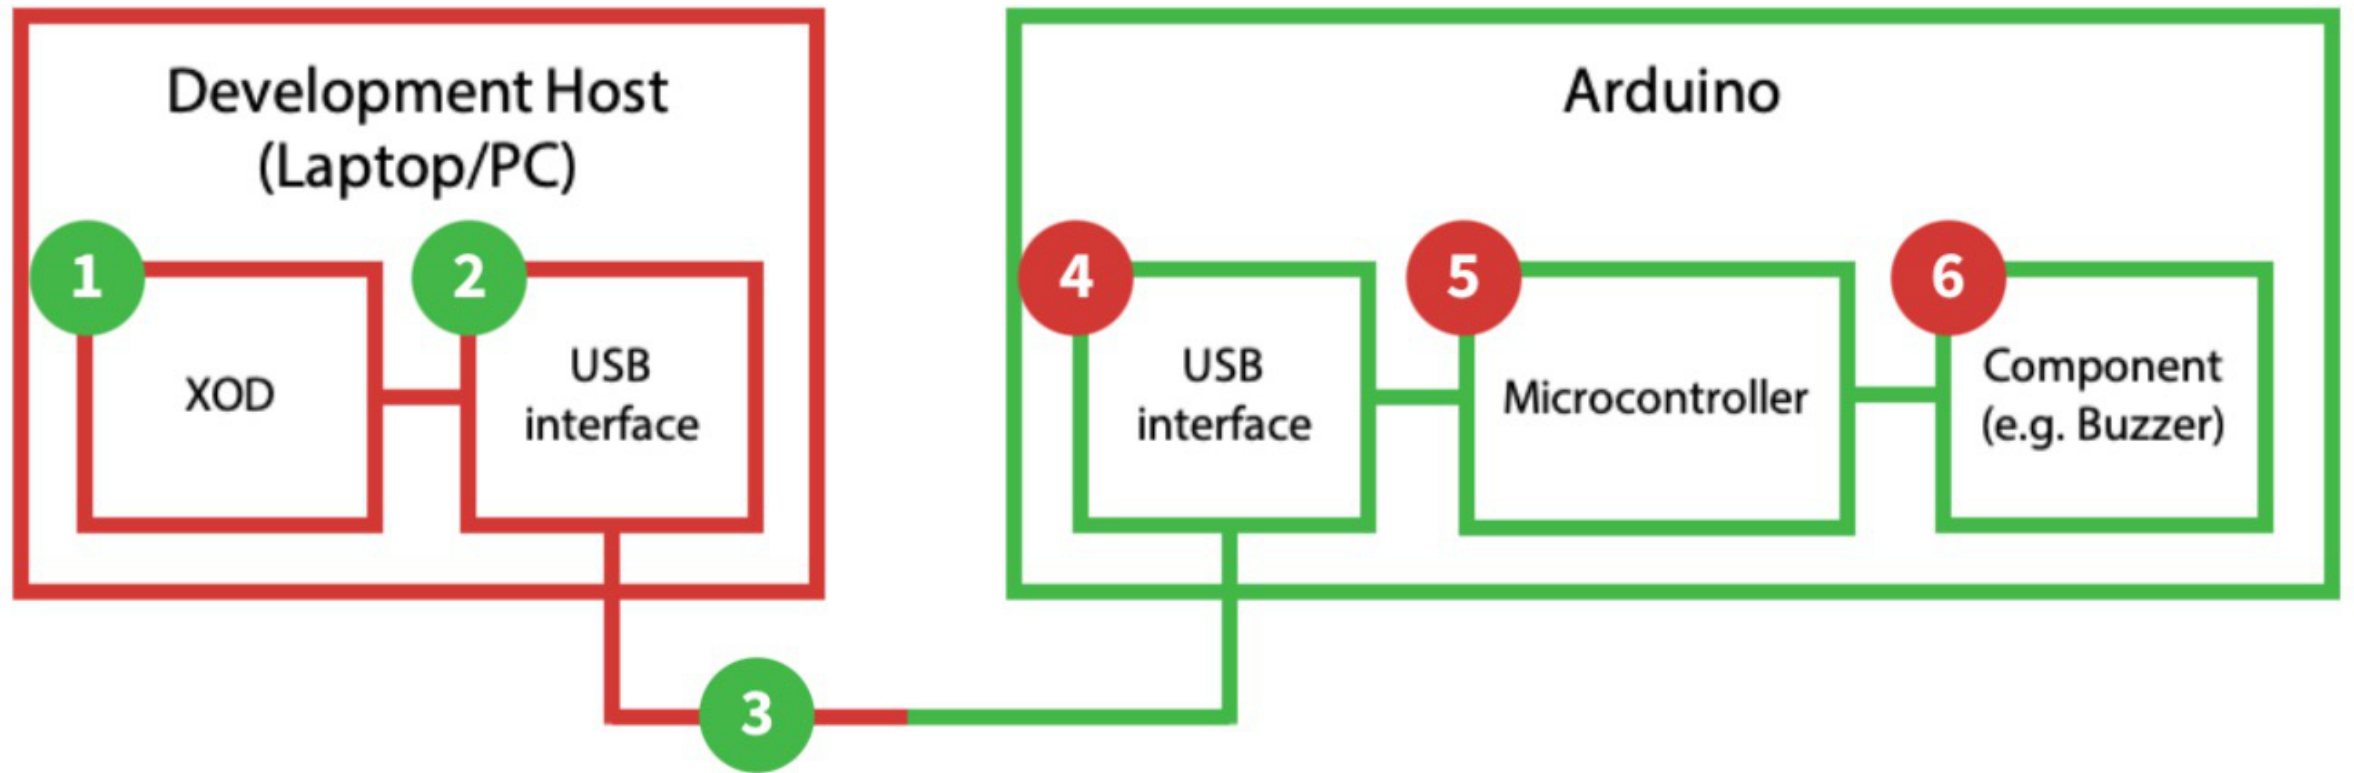 Development Host
(Laptop/PC)
1
XOD
2
USB
interface
3
Arduino
4
USB
interface
5
Microcontroller
6
Component
(e.g. Buzzer)